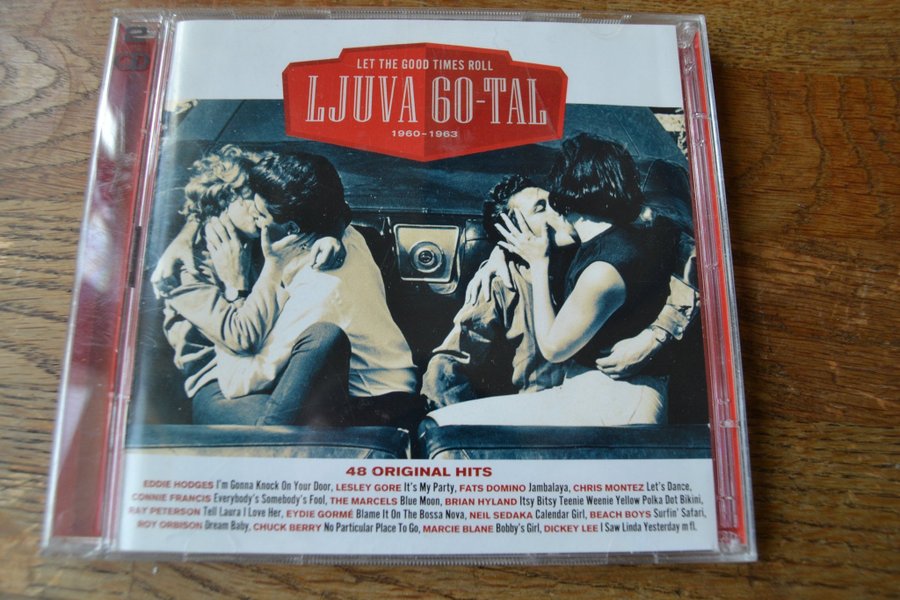 2
CD
LET THE GOOD TIMES ROLL
LJUVA 60-TAL
1960-1963
48 ORIGINAL HITS
EDDIE HODGES I'm Gonna Knock On Your Door, LESLEY GORE It's My Party, FATS DOMINO Jambalaya, CHRIS MONTEZ Let's Dance,
CONNIE FRANCIS Everybody's Somebody's Fool, THE MARCELS Blue Moon, BRIAN HYLAND Itsy Bitsy Teenie Weenie Yellow Polka Dot Bikini,
RAY PETERSON Tell Laura I Love Her, EYDIE GORMÉ Blame It On The Bossa Nova, NEIL SEDAKA Calendar Girl, BEACH BOYS Surfin' Safari,
ROY ORBISON Dream Baby, CHUCK BERRY No Particular Place To Go, MARCIE BLANE Bobby's Girl, DICKEY LEE I Saw Linda Yesterday m fl.